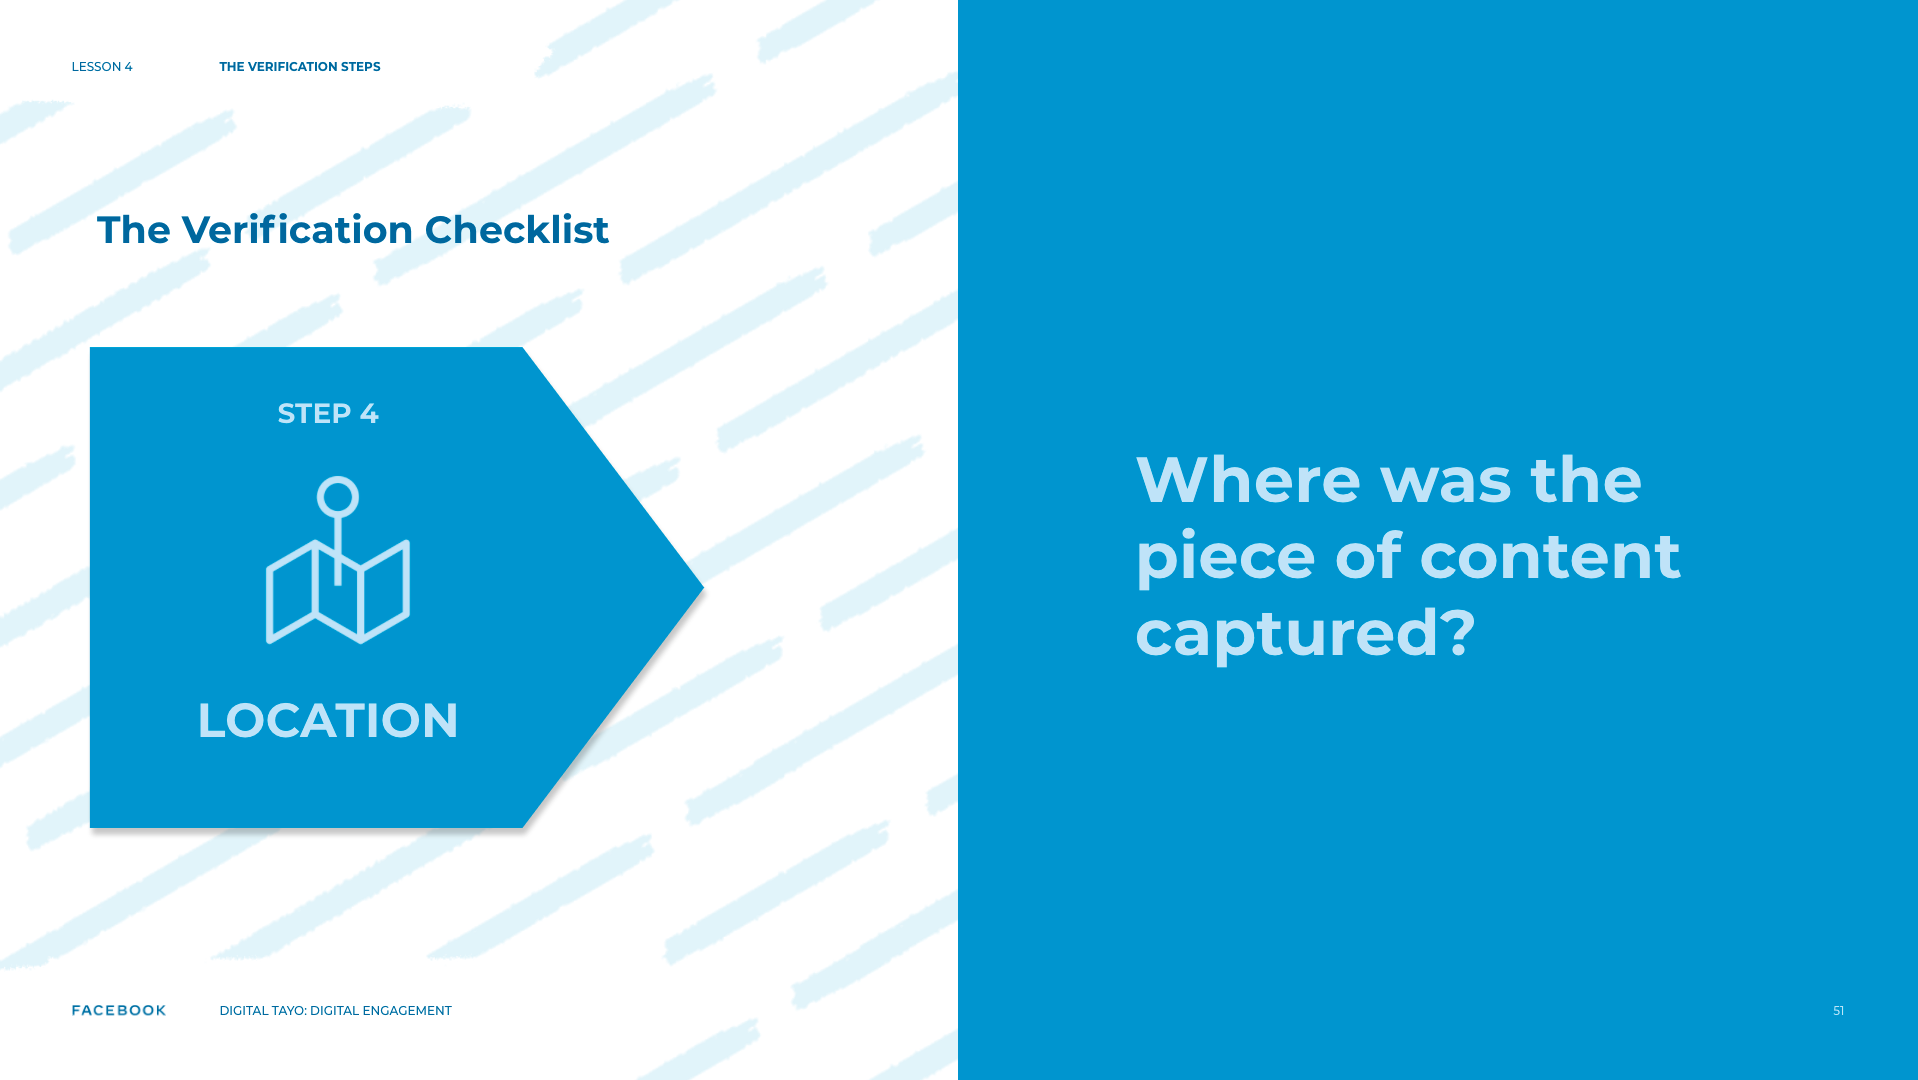 LESSON 4
THE VERIFICATION STEPS
The Verification Checklist
STEP 4
LOCATION
Where was the
piece of content
captured?
FACEBOOK
DIGITAL TAYO: DIGITAL ENGAGEMENT
51